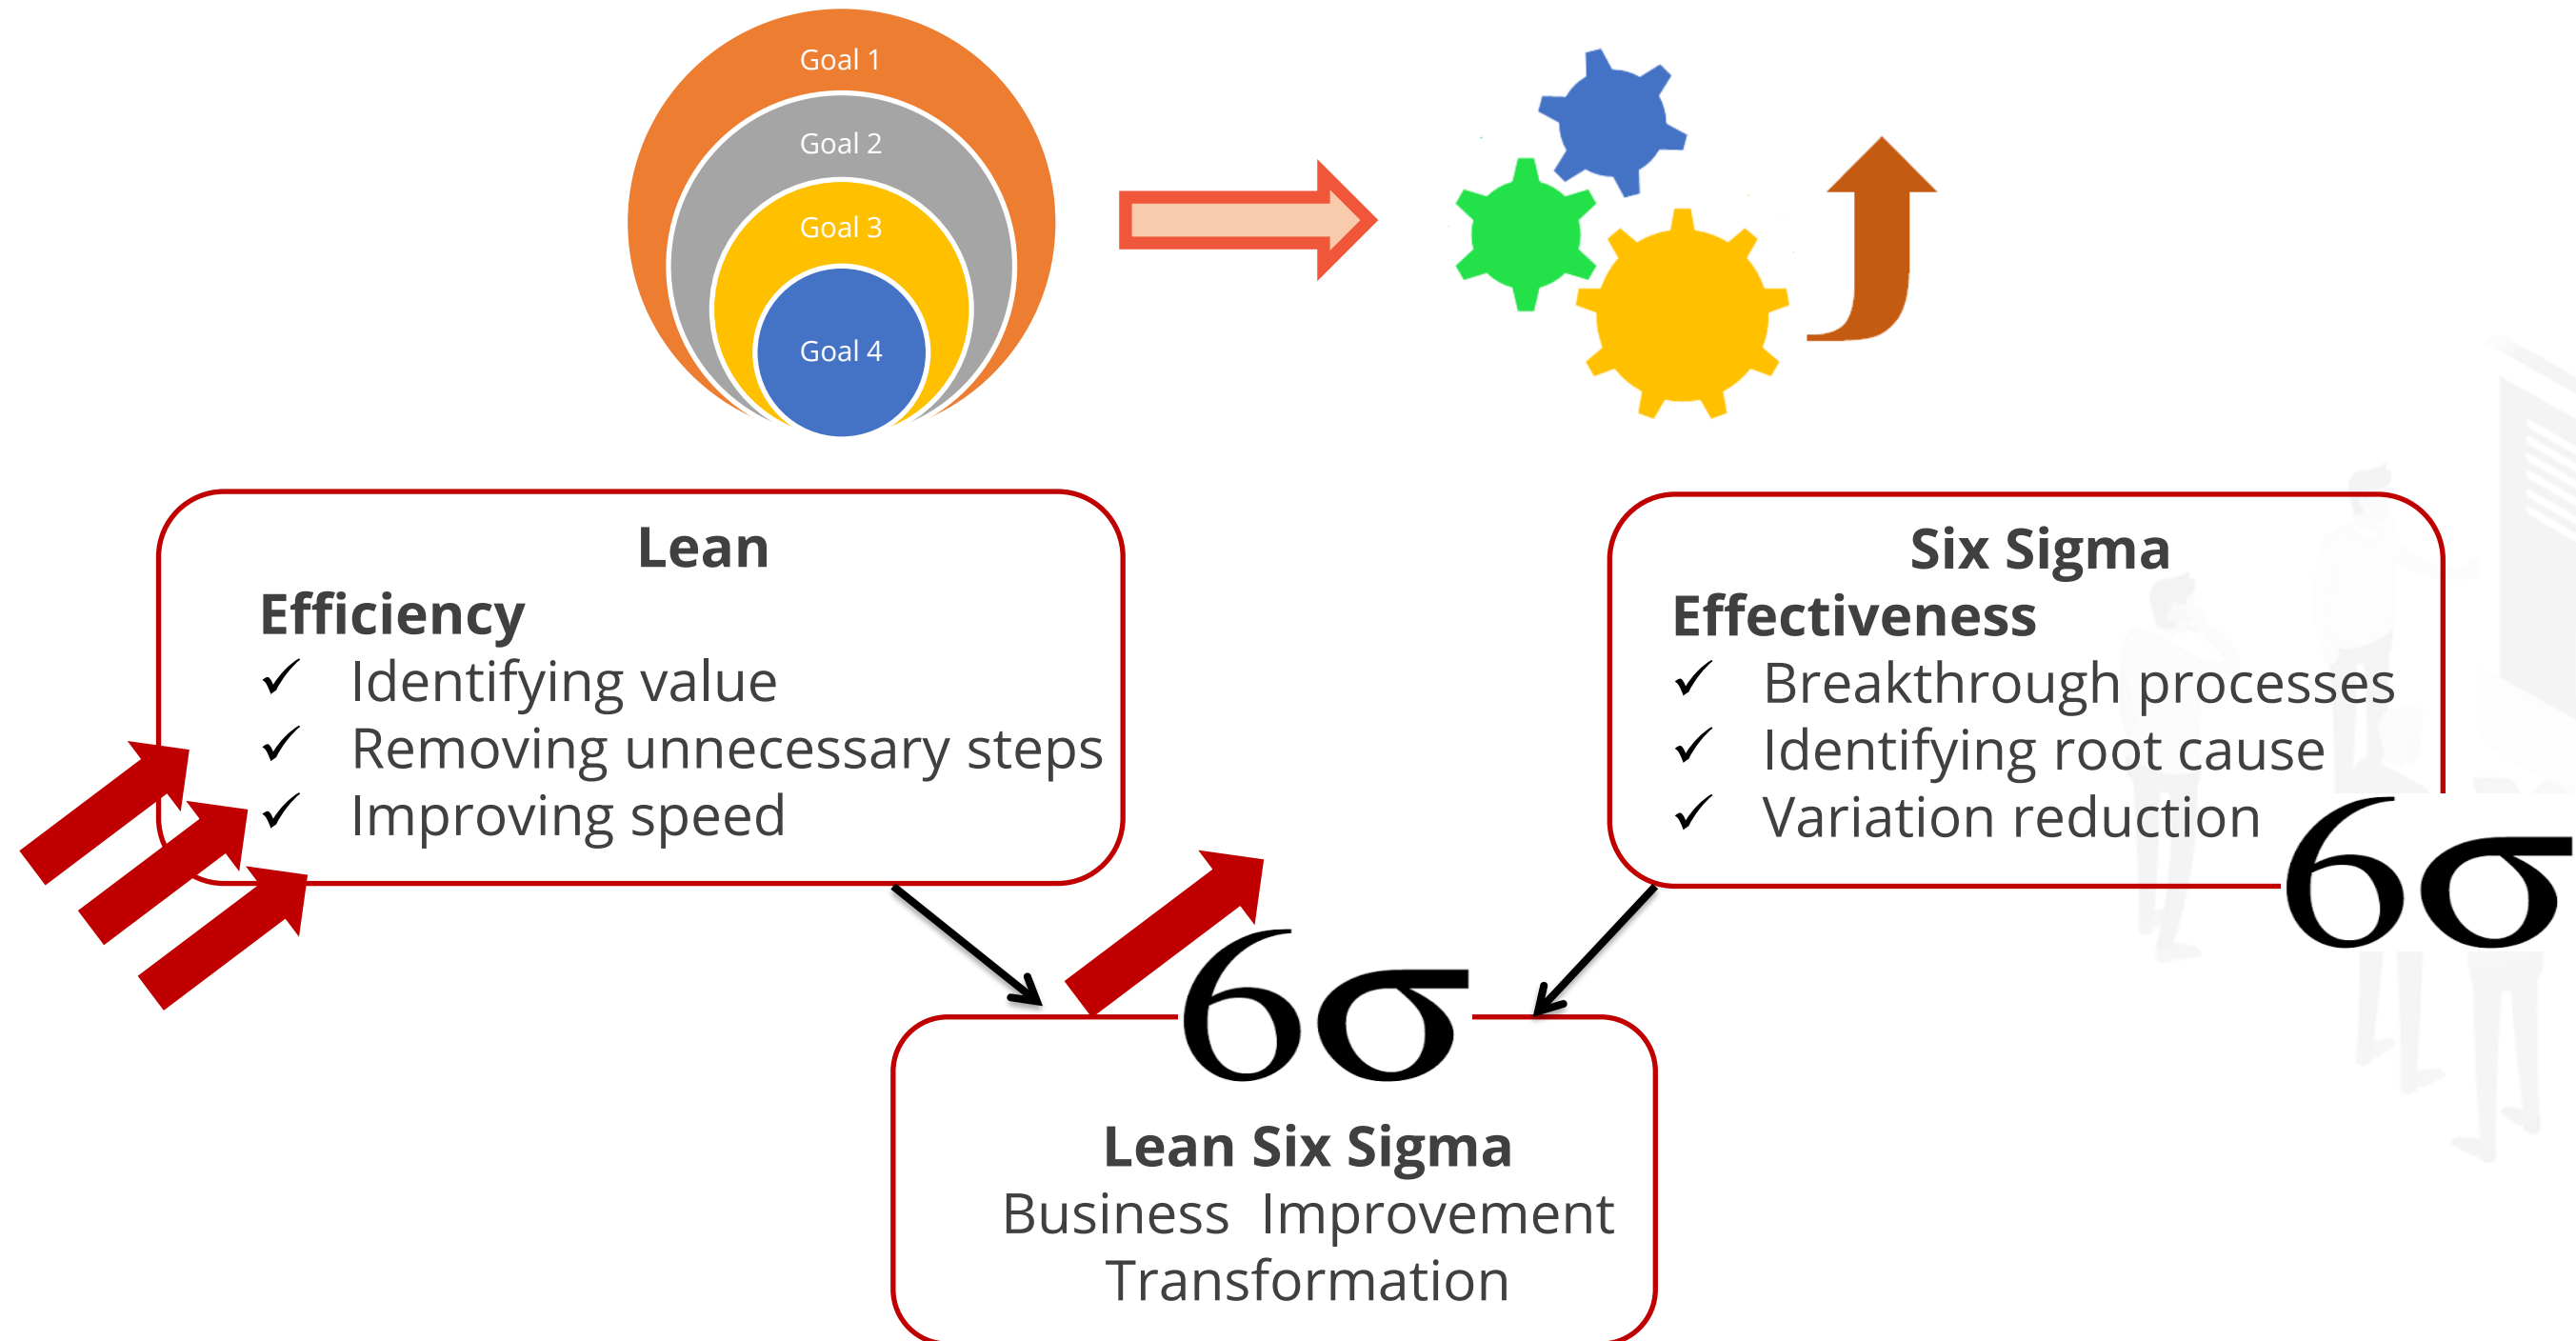 Goal 1
Goal 2
Goal 3
Goal 4
Lean
Efficiency
✓ Identifying value
✓ Removing unnecessary steps
✓ Improving speed
Six Sigma
Effectiveness
✓ Breakthrough processes
✓ Identifying root cause
✓ Variation reduction
6σ
6σ
Lean Six Sigma
Business Improvement
Transformation